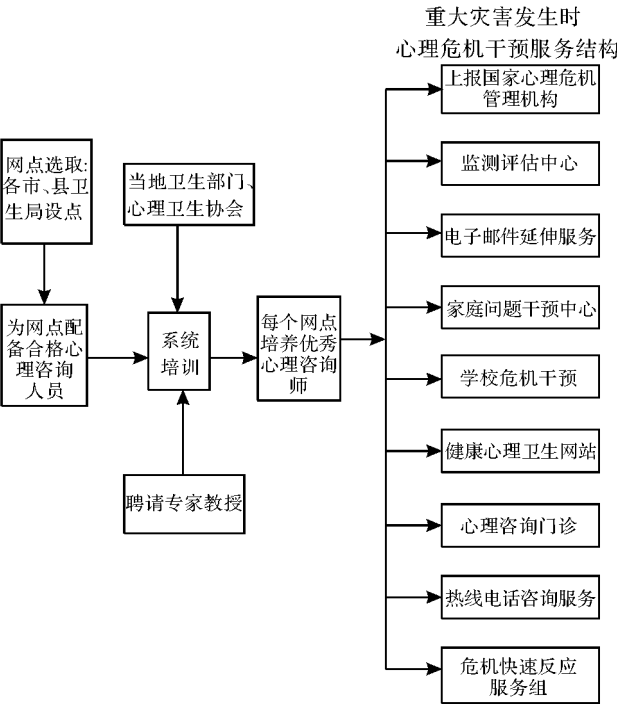 重大灾害发生时
心理危机干预服务结构
网点选取:
各市、县卫
生局设点
为网点配
备合格心
理咨询
人员
当地卫生部门、
心理卫生协会
系统
培训
聘请专家教授
每个网点
培养优秀
心理咨询
师
上报国家心理危机
管理机构
监测评估中心
电子邮件延伸服务
家庭问题干预中心
学校危机干预
健康心理卫生网站
心理咨询门诊
热线电话咨询服务
危机快速反应
服务组